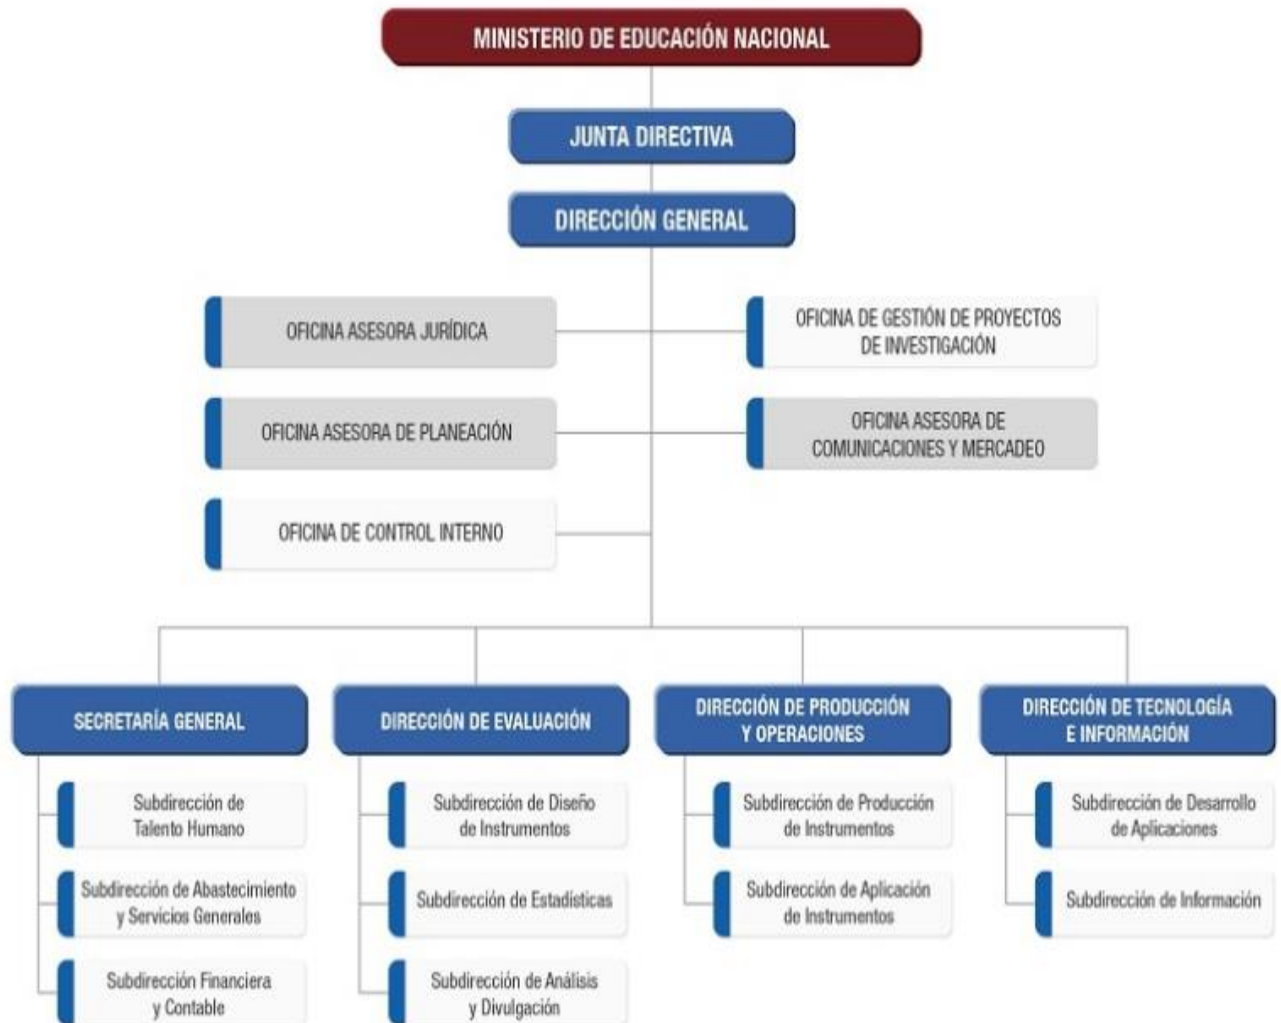 MINISTERIO DE EDUCACIÓN NACIONAL
JUNTA DIRECTIVA
DIRECCIÓN GENERAL
OFICINA ASESORA JURÍDICA
OFICINA DE GESTIÓN DE PROYECTOS
DE INVESTIGACIÓN
OFICINA ASESORA DE PLANEACIÓN
OFICINA ASESORA DE
COMUNICACIONES Y MERCADEO
OFICINA DE CONTROL INTERNO
SECRETARÍA GENERAL
Subdirección de
Talento Humano
Subdirección de Abastecimiento
y Servicios Generales
Subdirección Financiera
y Contable
DIRECCIÓN DE EVALUACIÓN
Subdirección de Diseño
de Instrumentos
Subdirección de Estadísticas
Subdirección de Análisis
y Divulgación
DIRECCIÓN DE PRODUCCIÓN
Y OPERACIONES
Subdirección de Producción
de Instrumentos
Subdirección de Aplicación
de Instrumentos
DIRECCIÓN DE TECNOLOGÍA
E INFORMACIÓN
Subdirección de Desarrollo
de Aplicaciones
Subdirección de Información